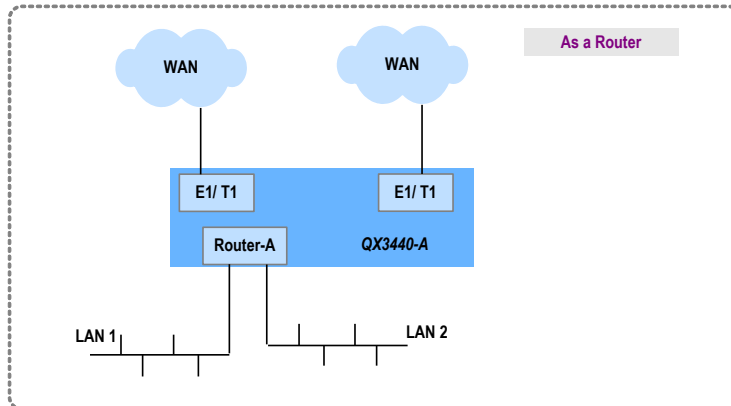 As a Router
WAN
WAN
E1/ T1
E1/ T1
Router-A
QX3440-A
LAN 1
LAN 2